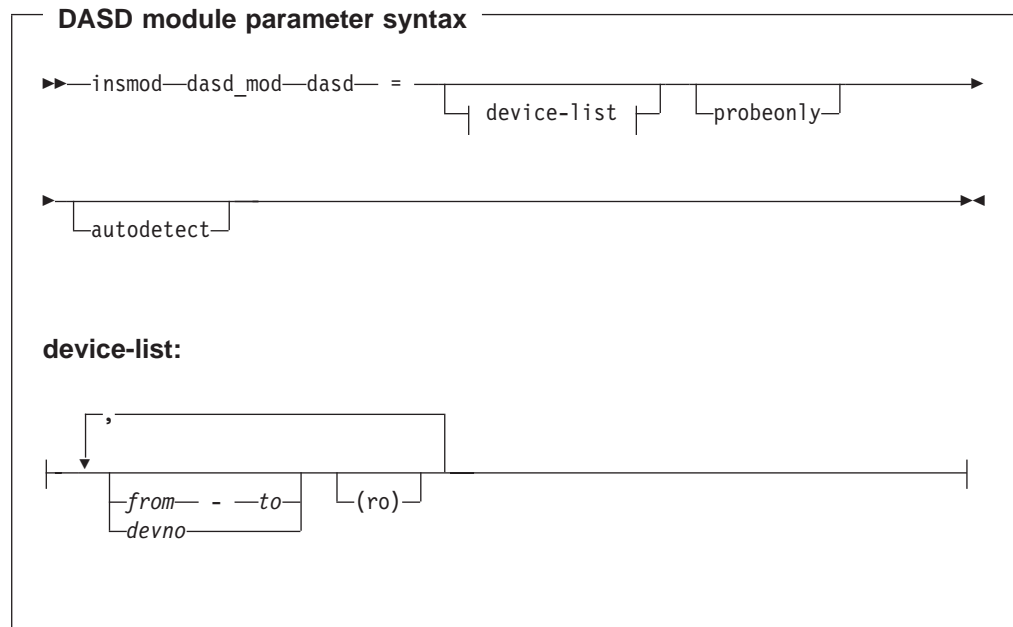 DASD module parameter syntax
insmod dasd_mod dasd =
device-list
probeonly
autodetect
device-list:
,
from - to
(ro)
devno